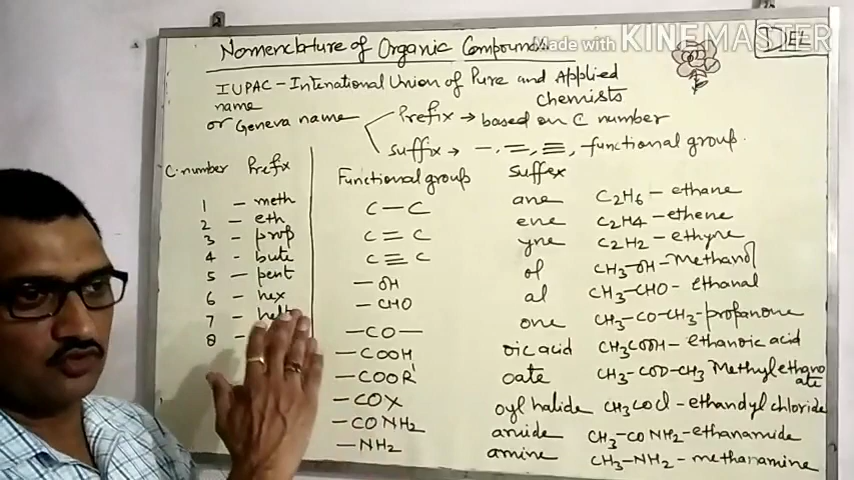 Nomenclature of Organic Compounds
Made with KINEMASTER
IUPAC - International Union of Pure and Applied
name Chemists
or Geneva name
Prefix → based on C number
Suffix → -, =, ≡, functional group.
C.number Prefix
1 - meth
2 - eth
3 - prop
4 - but
5 - pent
6 - hex
7 -
8 -
Functional group Suffex
C - C ane C2H6 - ethane
C = C ene C2H4 - ethene
C ≡ C yne C2H2 - ethyne
- OH ol CH3-OH - Methanol
- CHO al CH3-CHO - ethanal
- CO - one CH3-CO-CH3 - propanone
- COOH oic acid CH3COOH - ethanoic acid
- COOR' oate CH3-COO-CH3 Methylethanoate
- COX oyl halide CH3COCl - ethandyl chloride
- CONH2 amide CH3-CONH2 - ethanamide
- NH2 amine CH3-NH2 - methanamine